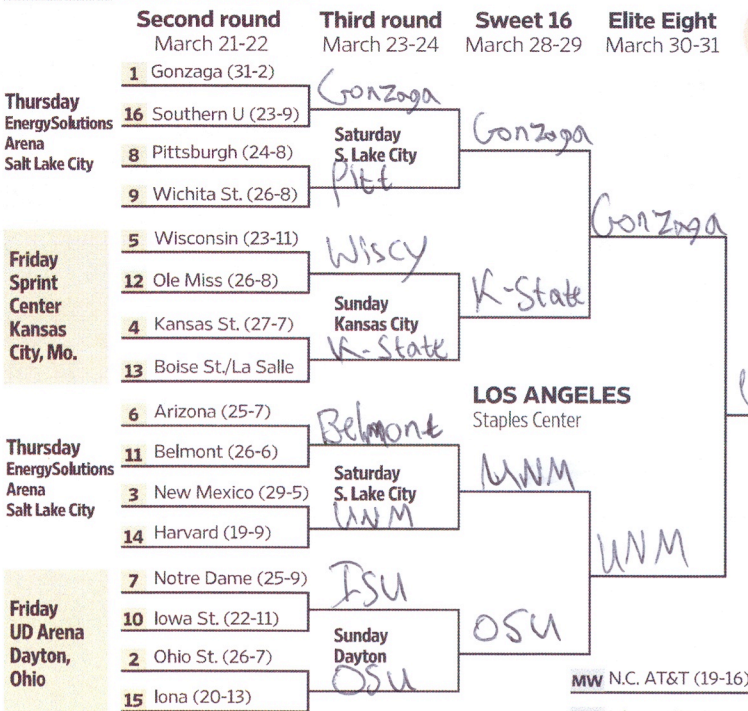 Second round Third round Sweet 16 Elite Eight
March 21-22 March 23-24 March 28-29 March 30-31
Thursday
EnergySolutions
Arena
Salt Lake City
1 Gonzaga (31-2)
16 Southern U (23-9)
8 Pittsburgh (24-8)
9 Wichita St. (26-8)
Friday
Sprint
Center
Kansas
City, Mo.
5 Wisconsin (23-11)
12 Ole Miss (26-8)
4 Kansas St. (27-7)
13 Boise St./La Salle
Thursday
EnergySolutions
Arena
Salt Lake City
6 Arizona (25-7)
11 Belmont (26-6)
3 New Mexico (29-5)
14 Harvard (19-9)
Friday
UD Arena
Dayton,
Ohio
7 Notre Dame (25-9)
10 Iowa St. (22-11)
2 Ohio St. (26-7)
15 Iona (20-13)
Gonzaga
Saturday
S. Lake City
Pitt
Wiscy
Sunday
Kansas City
K-State
Belmont
Saturday
S. Lake City
UNM
ISU
Sunday
Dayton
OSU
Gonzaga
K-State
LOS ANGELES
Staples Center
UNM
OSU
Gonzaga
UNM
MW N.C. AT&T (19-16)